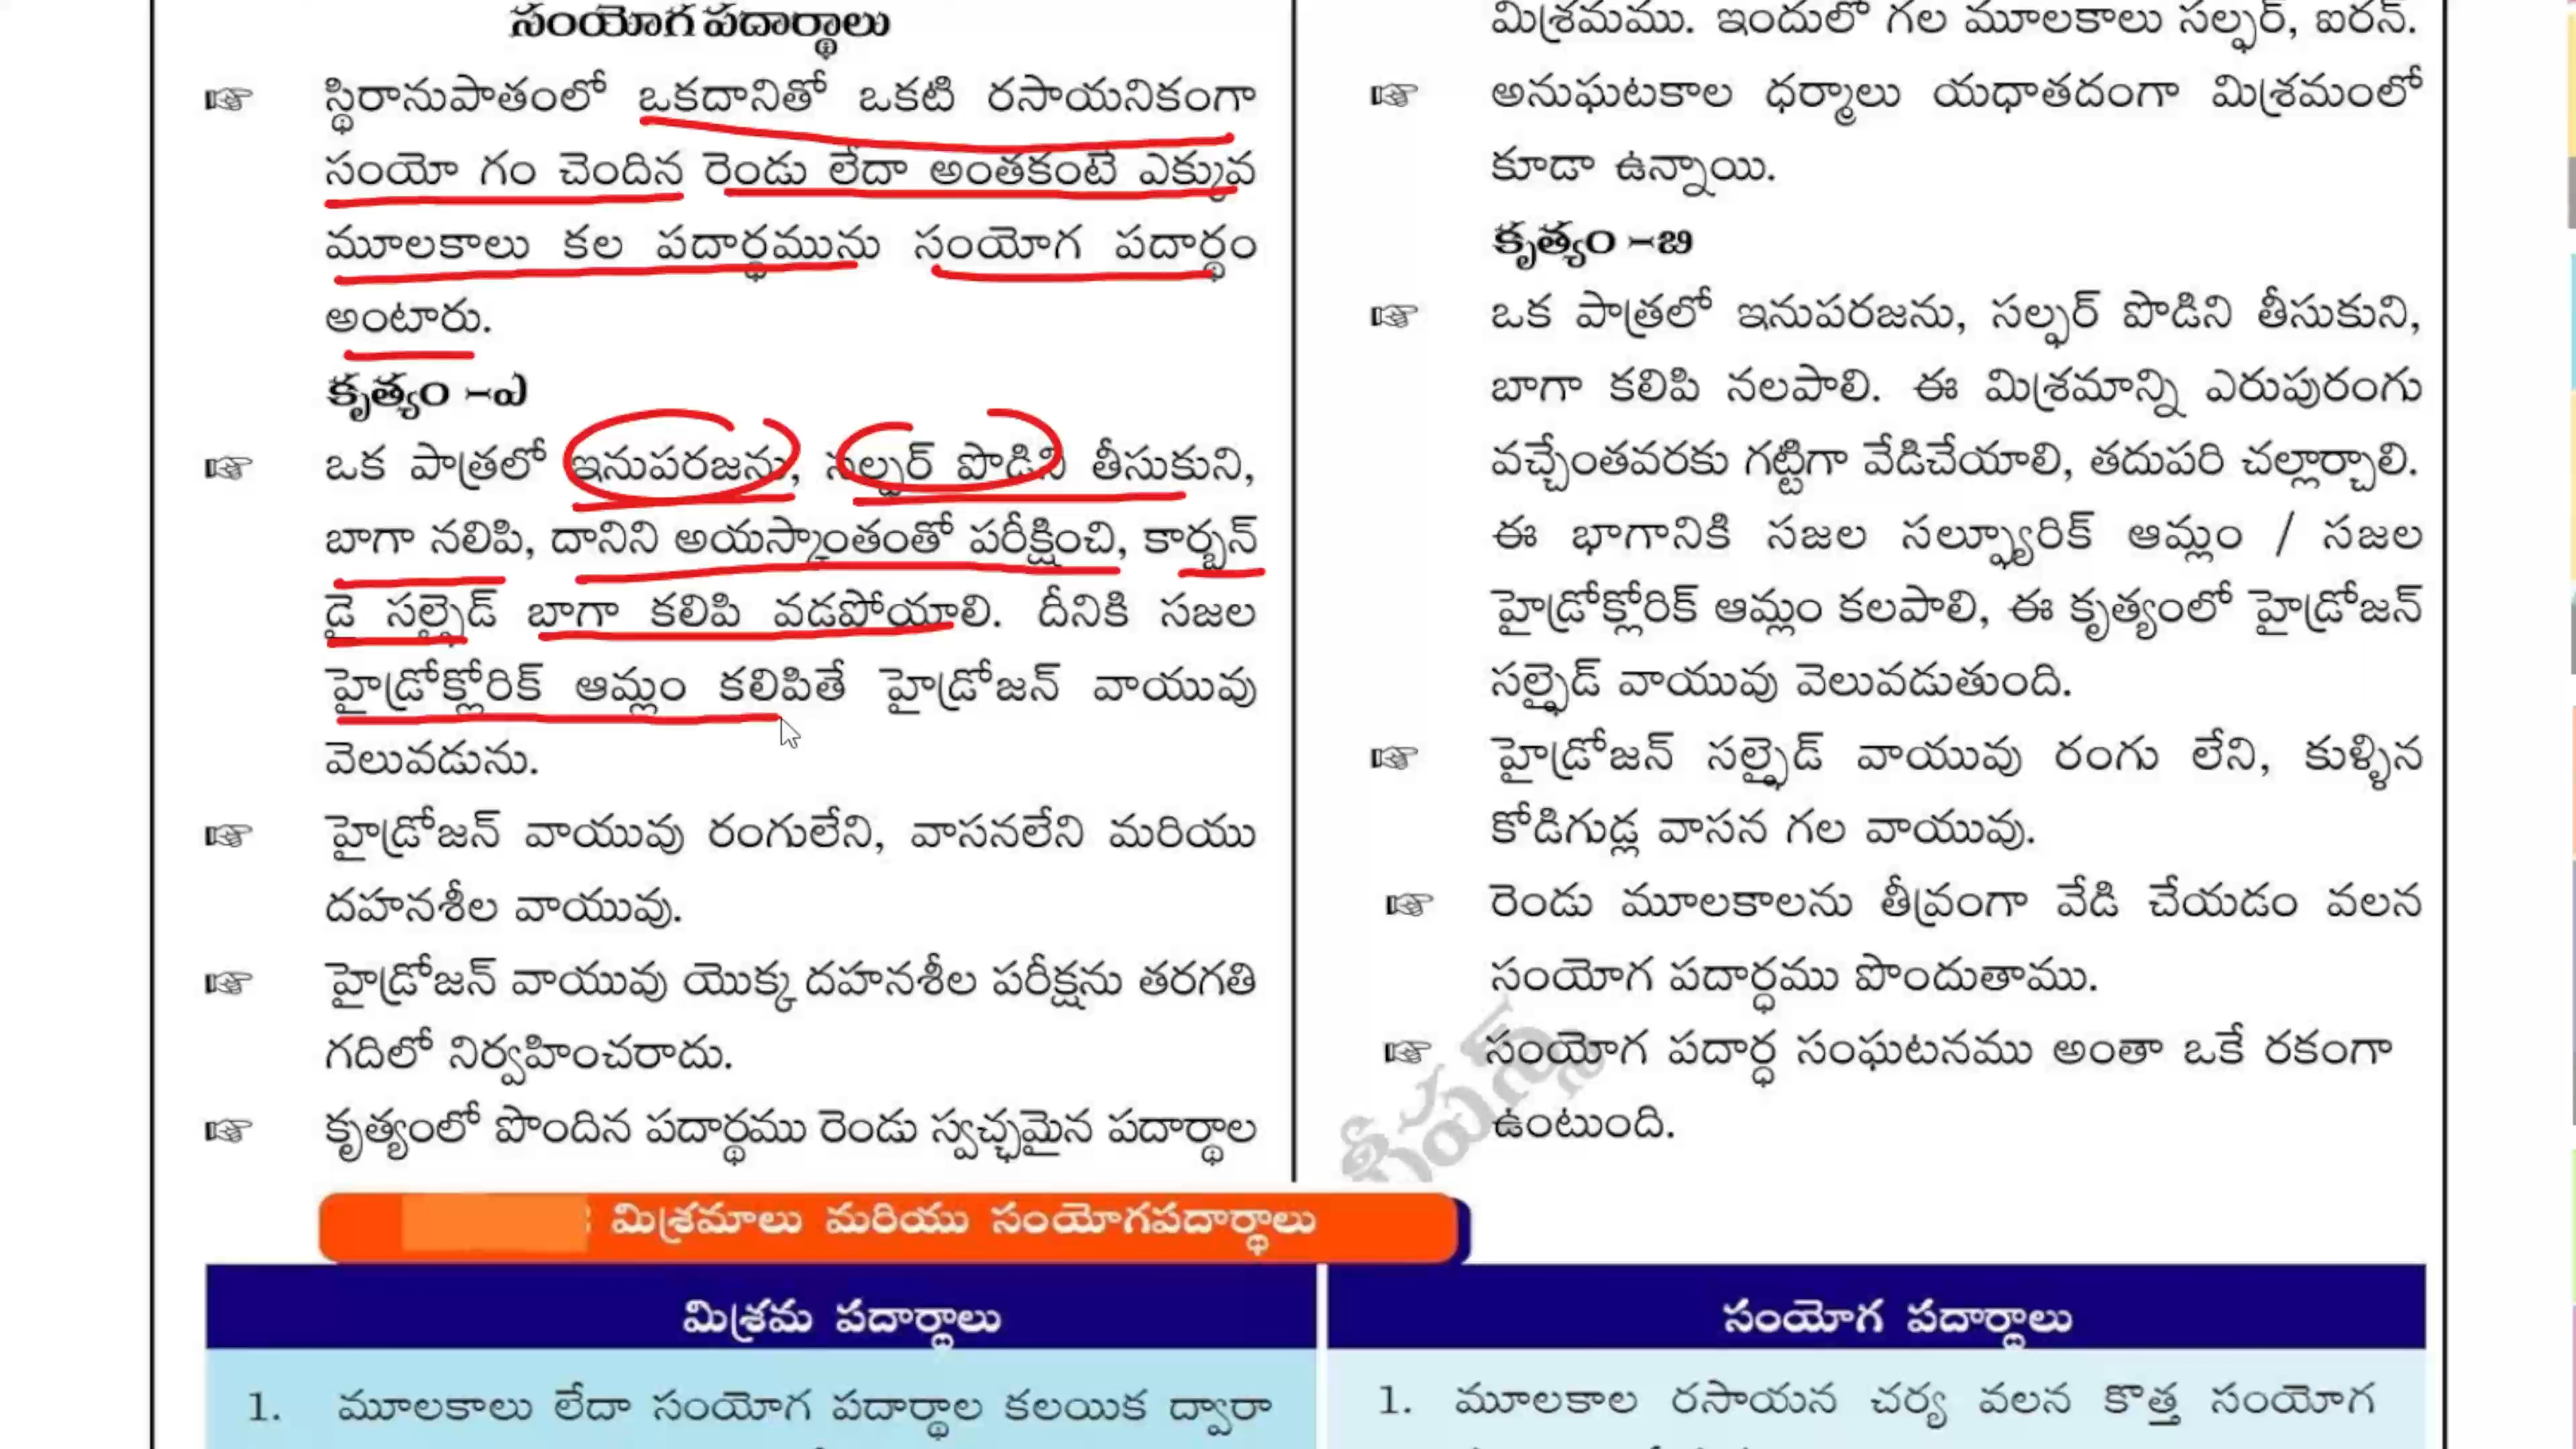 సంయోగ పదార్థాలు
స్థిరానుపాతంలో ఒకదానితో ఒకటి రసాయనికంగా
సంయో గం చెందిన రెండు లేదా అంతకంటే ఎక్కువ
మూలకాలు కల పదార్థమును సంయోగ పదార్థం
అంటారు.
కృత్యం -ఎ
ఒక పాత్రలో ఇనుపరజను, సల్ఫర్ పొడిని తీసుకుని,
బాగా నలిపి, దానిని అయస్కాంతంతో పరీక్షించి, కార్బన్
డై సల్ఫైడ్ బాగా కలిపి వడపోయాలి. దీనికి సజల
హైడ్రోక్లోరిక్ ఆమ్లం కలిపితే హైడ్రోజన్ వాయువు
వెలువడును.
హైడ్రోజన్ వాయువు రంగులేని, వాసనలేని మరియు
దహనశీల వాయువు.
హైడ్రోజన్ వాయువు యొక్క దహనశీల పరీక్షను తరగతి
గదిలో నిర్వహించరాదు.
కృత్యంలో పొందిన పదార్థము రెండు స్వచ్ఛమైన పదార్థాల
మిశ్రమము. ఇందులో గల మూలకాలు సల్ఫర్, ఐరన్.
అనుఘటకాల ధర్మాలు యధాతదంగా మిశ్రమంలో
కూడా ఉన్నాయి.
కృత్యం -బి
ఒక పాత్రలో ఇనుపరజను, సల్ఫర్ పొడిని తీసుకుని,
బాగా కలిపి నలపాలి. ఈ మిశ్రమాన్ని ఎరుపురంగు
వచ్చేంతవరకు గట్టిగా వేడిచేయాలి, తదుపరి చల్లార్చాలి.
ఈ భాగానికి సజల సల్ఫ్యూరిక్ ఆమ్లం / సజల
హైడ్రోక్లోరిక్ ఆమ్లం కలపాలి, ఈ కృత్యంలో హైడ్రోజన్
సల్ఫైడ్ వాయువు వెలువడుతుంది.
హైడ్రోజన్ సల్ఫైడ్ వాయువు రంగు లేని, కుళ్ళిన
కోడిగుడ్ల వాసన గల వాయువు.
రెండు మూలకాలను తీవ్రంగా వేడి చేయడం వలన
సంయోగ పదార్ధము పొందుతాము.
సంయోగ పదార్ధ సంఘటనము అంతా ఒకే రకంగా
ఉంటుంది.
: మిశ్రమాలు మరియు సంయోగపదార్థాలు
మిశ్రమ పదార్థాలు
సంయోగ పదార్థాలు
1. మూలకాలు లేదా సంయోగ పదార్థాల కలయిక ద్వారా
1. మూలకాల రసాయన చర్య వలన కొత్త సంయోగ